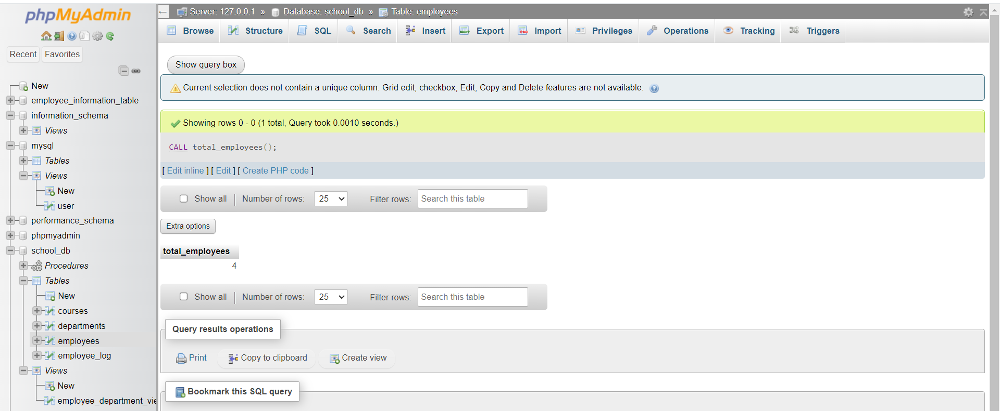 phpMyAdmin
Recent Favorites
New
employee_information_table
information_schema
Views
mysql
Tables
Views
New
user
performance_schema
phpmyadmin
school_db
Procedures
Tables
New
courses
departments
employees
employee_log
Views
New
employee_department_vie
Server: 127.0.0.1 » Database: school_db » Table: employees
Browse Structure SQL Search Insert Export Import Privileges Operations Tracking Triggers
Show query box
Current selection does not contain a unique column. Grid edit, checkbox, Edit, Copy and Delete features are not available.
Showing rows 0 - 0 (1 total, Query took 0.0010 seconds.)
CALL total_employees();
[ Edit inline ] [ Edit ] [ Create PHP code ]
Show all Number of rows: 25 Filter rows: Search this table
Extra options
total_employees
4
Show all Number of rows: 25 Filter rows: Search this table
Query results operations
Print Copy to clipboard Create view
Bookmark this SQL query